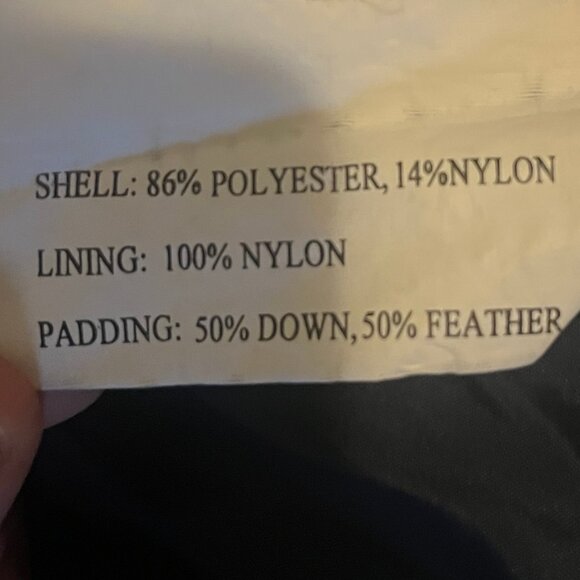 SHELL: 86% POLYESTER, 14%NYLON
LINING: 100% NYLON
PADDING: 50% DOWN, 50% FEATHER